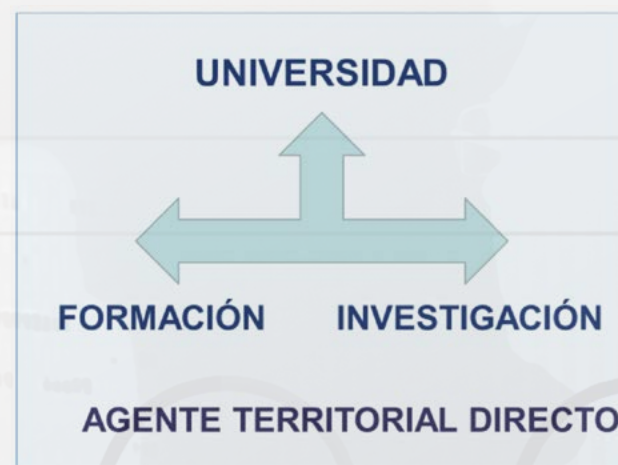 UNIVERSIDAD
FORMACIÓN INVESTIGACIÓN
AGENTE TERRITORIAL DIRECTO